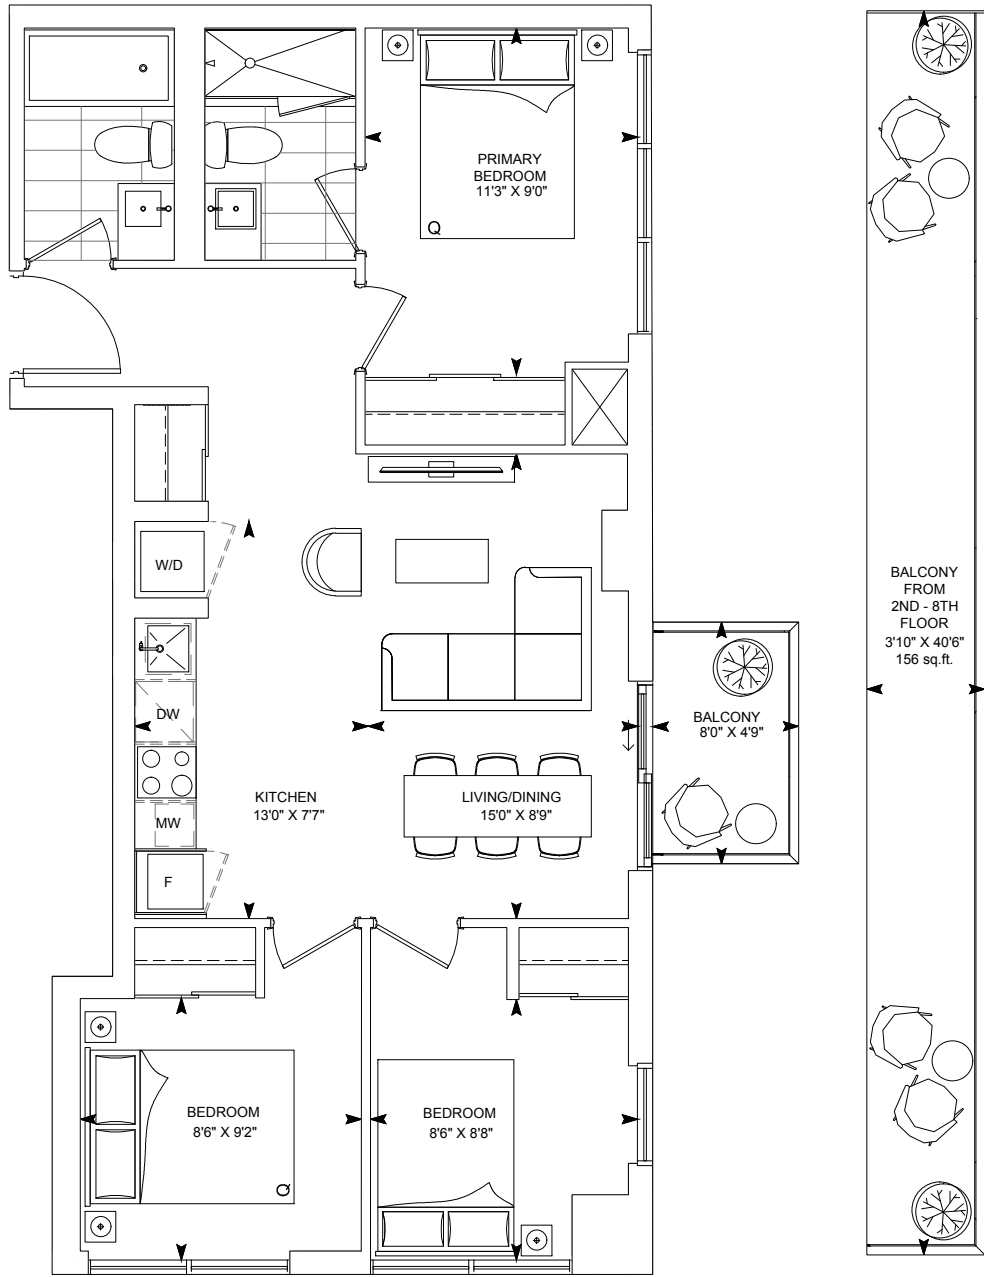 PRIMARY
BEDROOM
11'3" X 9'0"
Q
W/D
DW
MW
F
KITCHEN
13'0" X 7'7"
LIVING/DINING
15'0" X 8'9"
BALCONY
8'0" X 4'9"
BALCONY
FROM
2ND - 8TH
FLOOR
3'10" X 40'6"
156 sq.ft.
BEDROOM
8'6" X 9'2"
Q
BEDROOM
8'6" X 8'8"